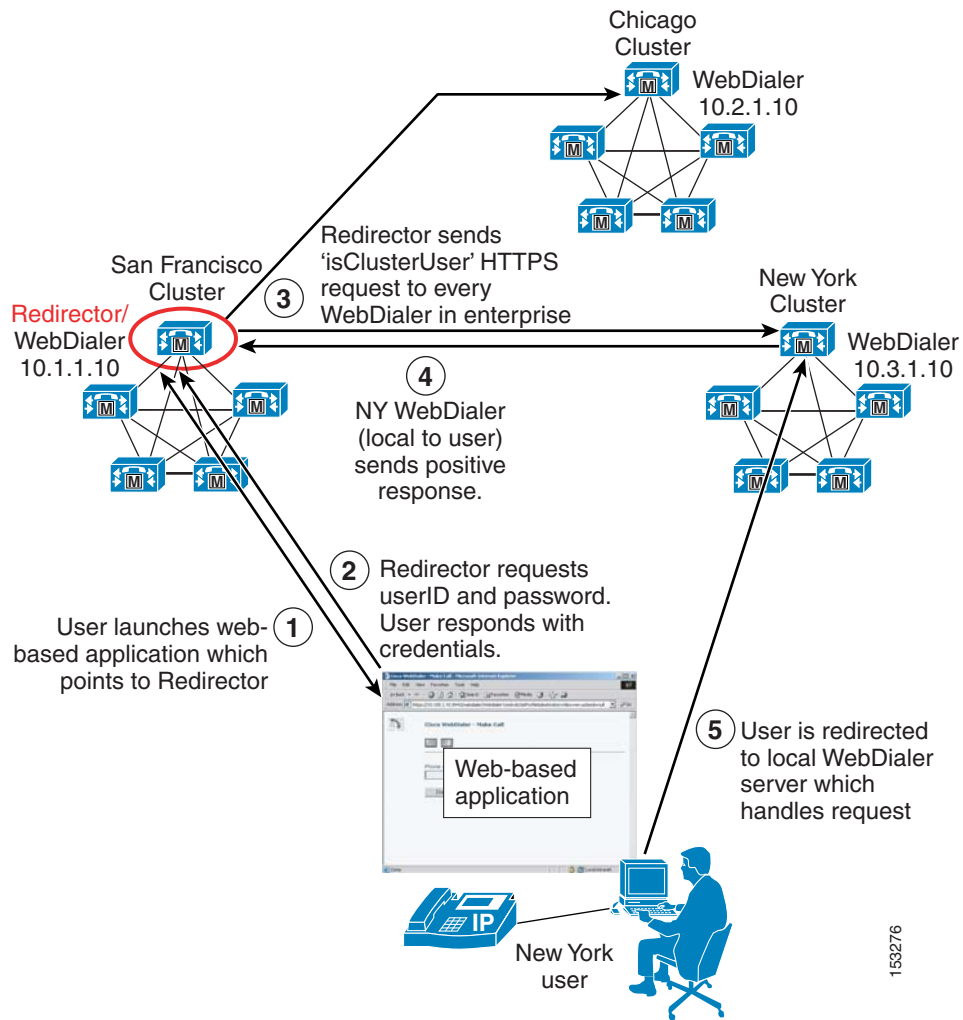 Chicago
Cluster
WebDialer
10.2.1.10
M
M
M
M
M
Redirector sends
‘isClusterUser’ HTTPS
request to every
WebDialer in enterprise
3
San Francisco
Cluster
Redirector/
WebDialer
10.1.1.10
M
M
M
M
M
New York
Cluster
WebDialer
10.3.1.10
M
M
M
M
M
4
NY WebDialer
(local to user)
sends positive
response.
2
Redirector requests
userID and password.
User responds with
credentials.
1
User launches web-
based application which
points to Redirector
Cisco WebDialer - Make Call
Web-based
application
5
User is redirected
to local WebDialer
server which
handles request
IP
New York
user
153276